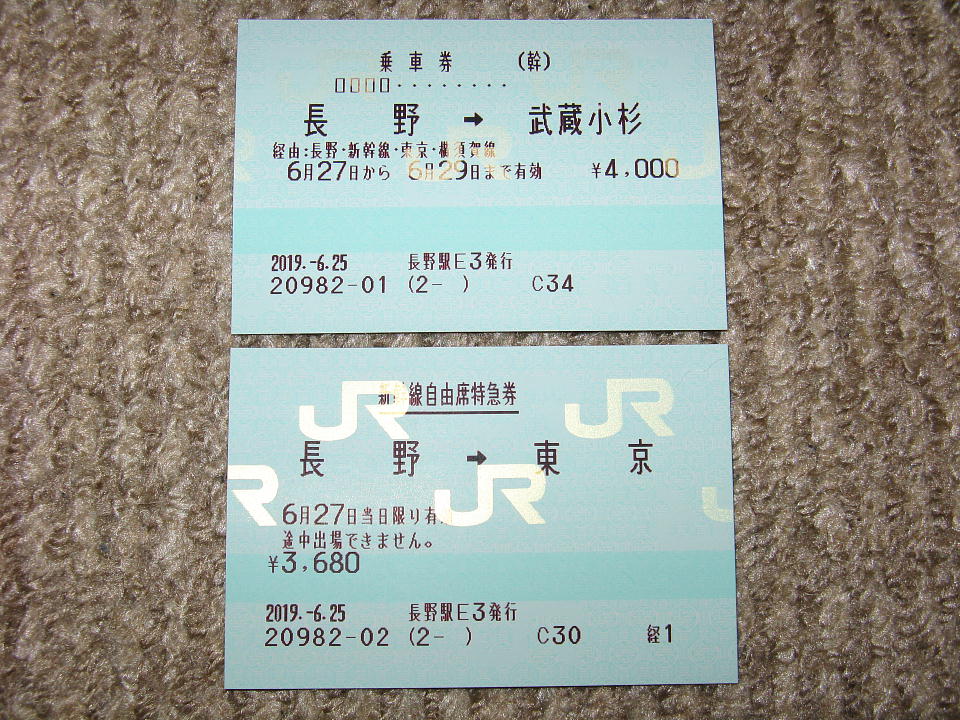 乗車券 (幹)
□□□□・・・・・・・・
長野 → 武蔵小杉
経由:長野・新幹線・東京・横須賀線
6月27日から 6月29日まで有効 ¥4,000
2019.-6.25 長野駅E3発行
20982-01 (2- ) C34
JR JR
新幹線自由席特急券
長野 → 東京
JR JR
6月27日当日限り有効
途中出場できません。
¥3,680
2019.-6.25 長野駅E3発行
20982-02 (2- ) C30 経1